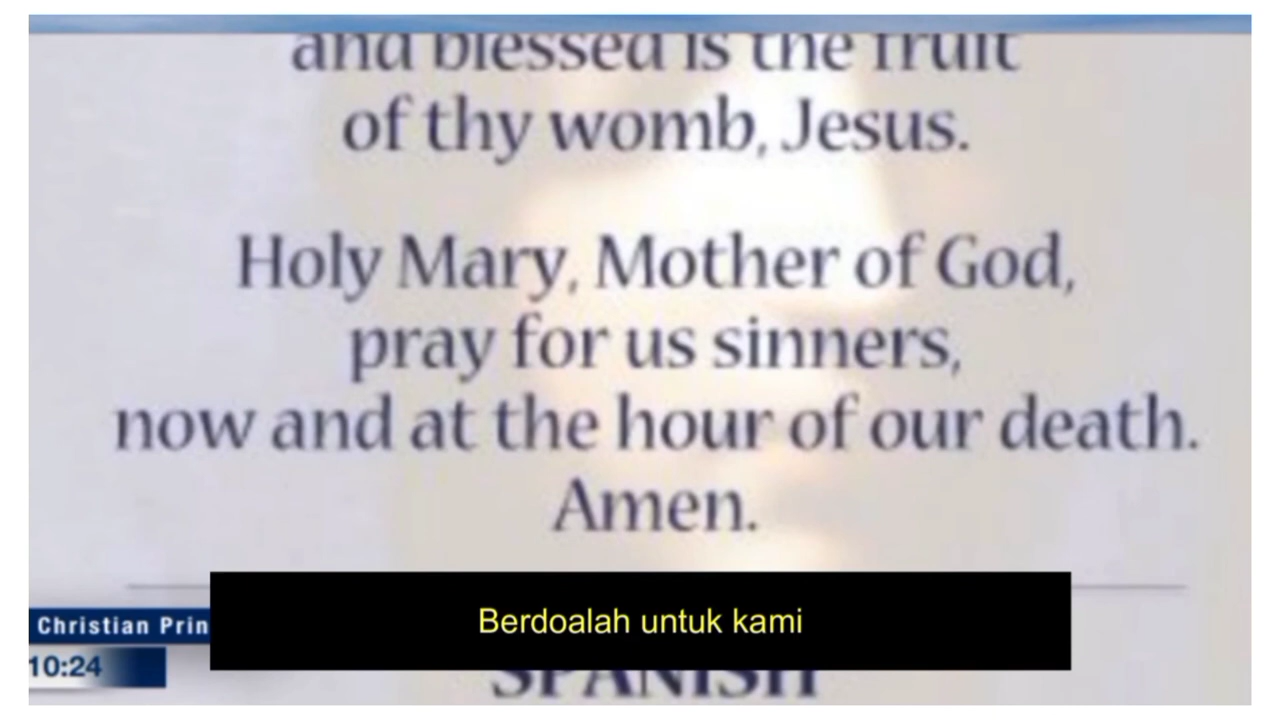 and blessed is the fruit
of thy womb, Jesus.
Holy Mary, Mother of God,
pray for us sinners,
now and at the hour of our death.
Amen.
Berdoalah untuk kami
Christian Prin
10:24
SPANISH